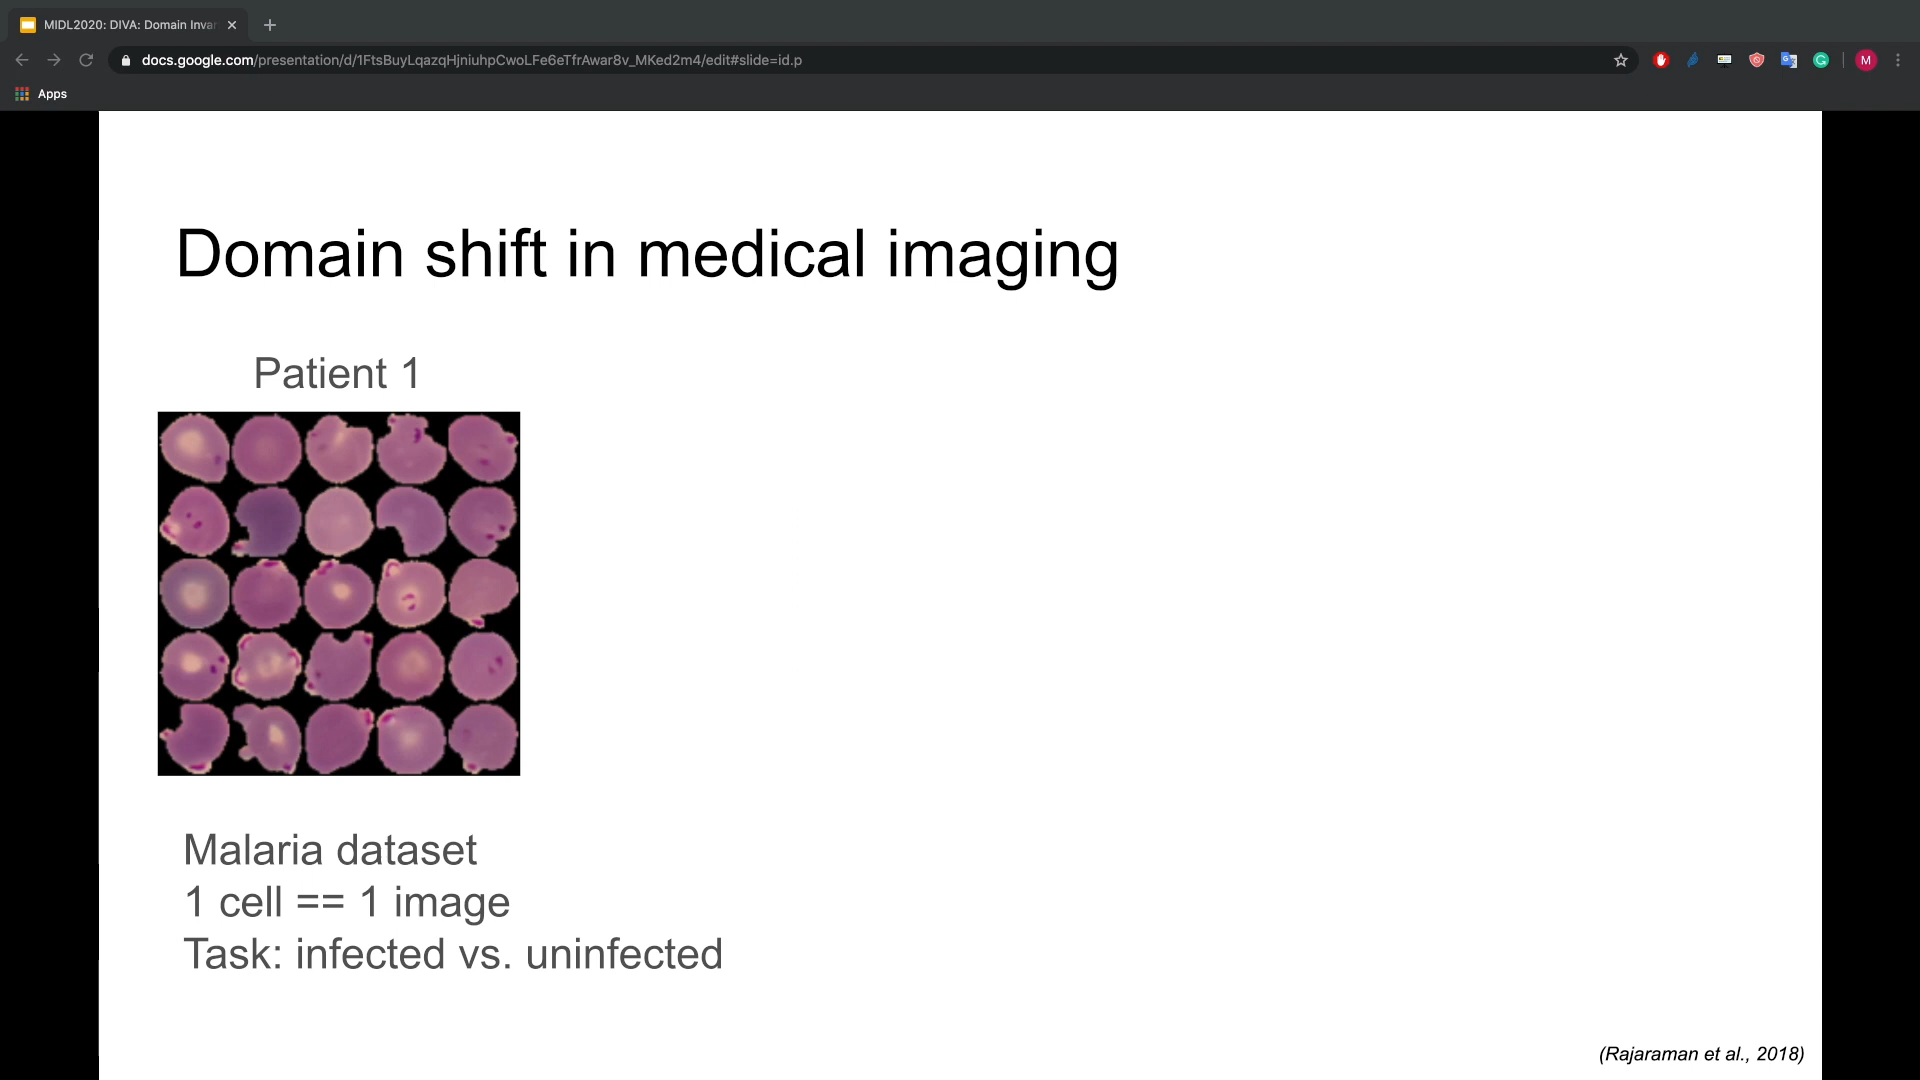 MIDL2020: DIVA: Domain Invar
docs.google.com/presentation/d/1FtsBuyLqazqHjniuhpCwoLFe6eTfrAwar8v_MKed2m4/edit#slide=id.p
M
Apps
Domain shift in medical imaging
Patient 1
Malaria dataset
1 cell == 1 image
Task: infected vs. uninfected
(Rajaraman et al., 2018)